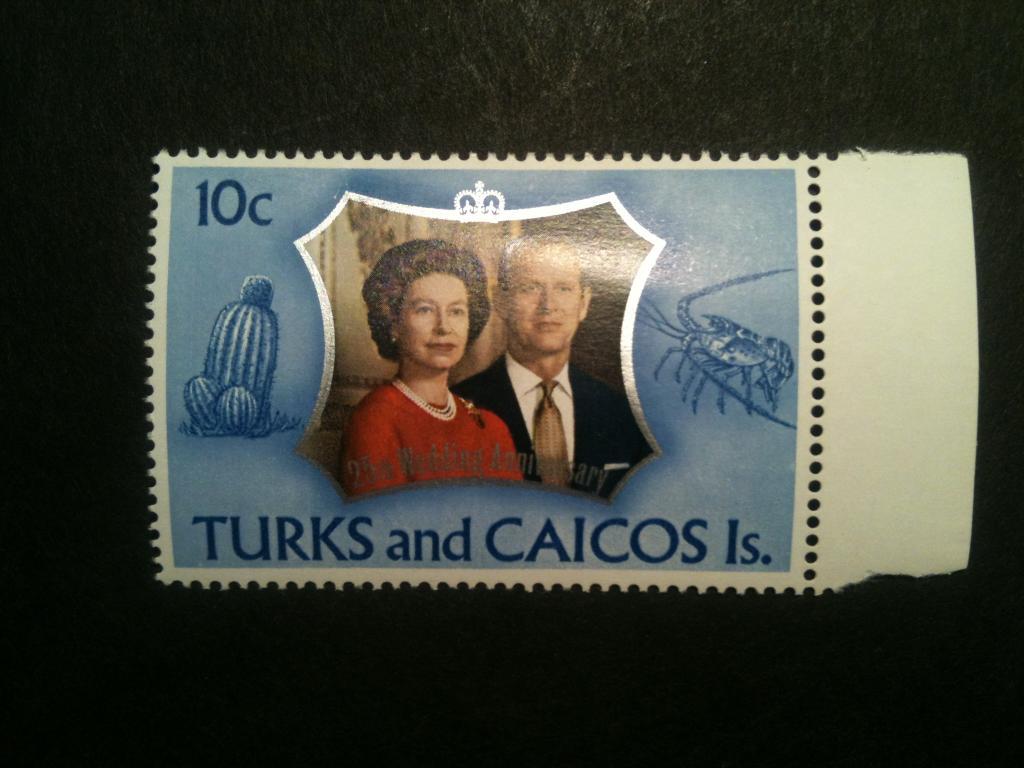 10c
25th Wedding Anniversary
TURKS and CAICOS Is.